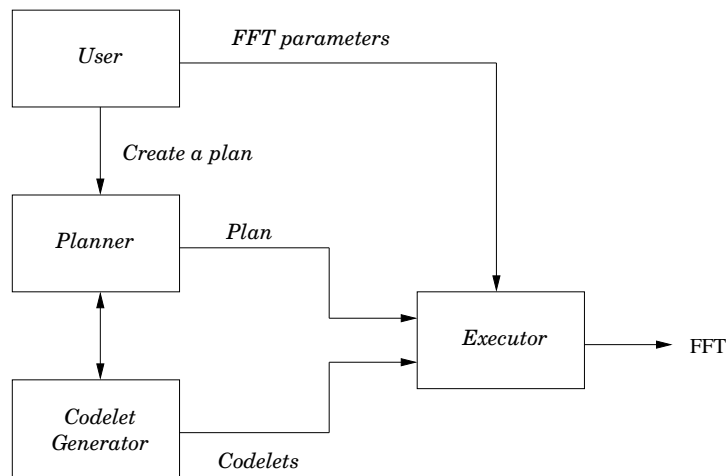 User
FFT parameters
Create a plan
Planner
Plan
Executor
FFT
Codelet
Generator
Codelets